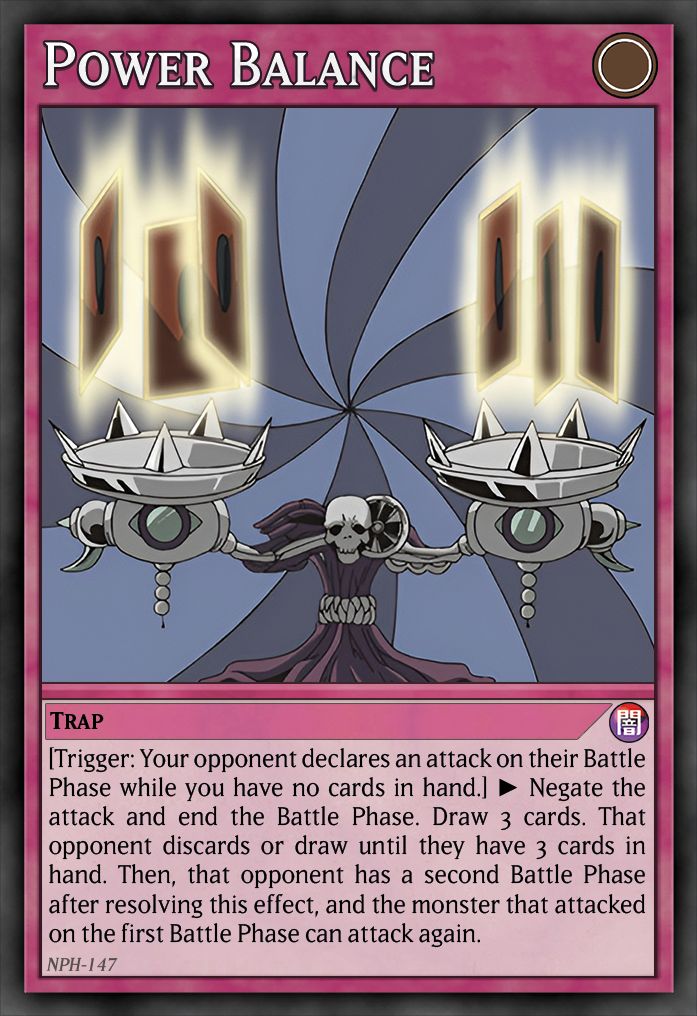 Power Balance
Trap
闇
[Trigger: Your opponent declares an attack on their Battle
Phase while you have no cards in hand.] ► Negate the
attack and end the Battle Phase. Draw 3 cards. That
opponent discards or draw until they have 3 cards in
hand. Then, that opponent has a second Battle Phase
after resolving this effect, and the monster that attacked
on the first Battle Phase can attack again.
NPH-147